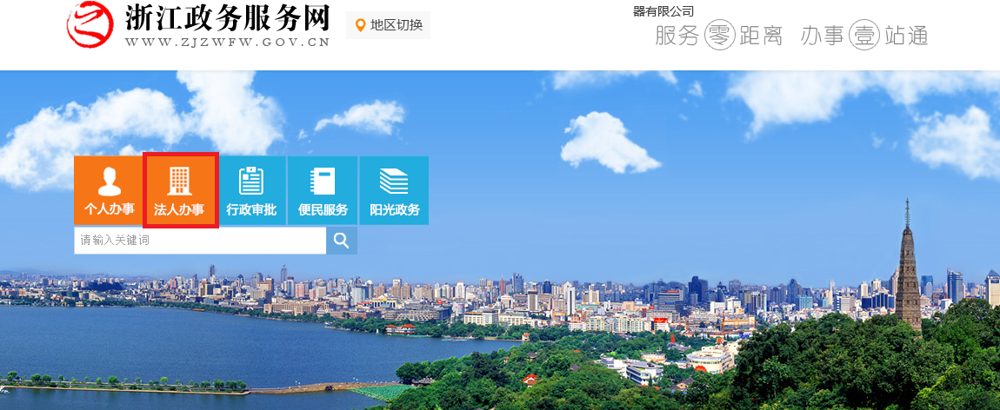 浙江政务服务网
WWW.ZJZWFW.GOV.CN
地区切换
器有限公司
服务零距离 办事壹站通
个人办事
法人办事
行政审批
便民服务
阳光政务
请输入关键词